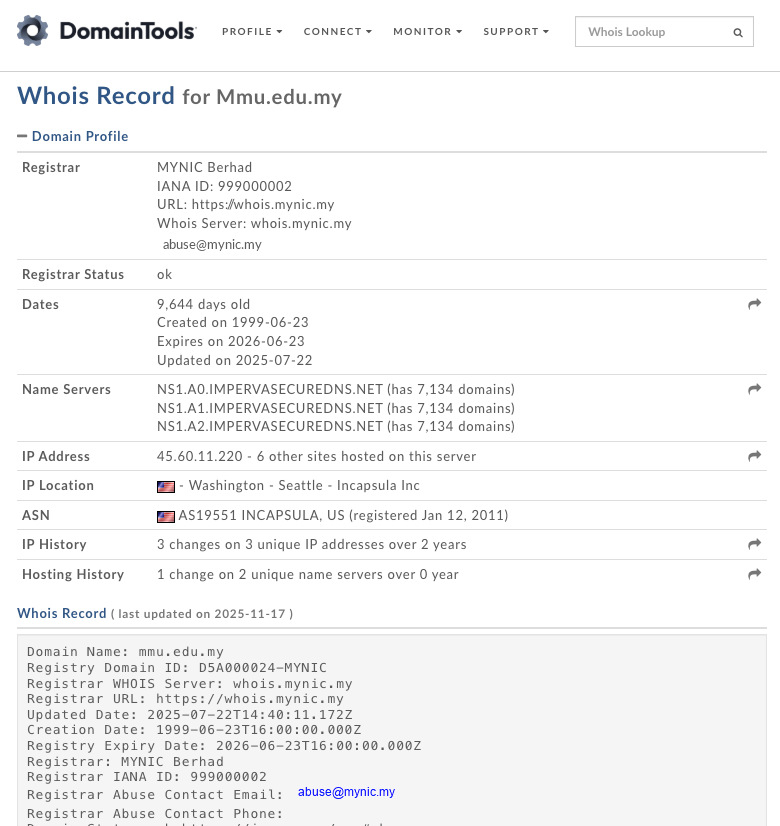 DomainTools
PROFILE CONNECT MONITOR SUPPORT Whois Lookup
Whois Record for Mmu.edu.my
Domain Profile
Registrar MYNIC Berhad
IANA ID: 999000002
URL: https://whois.mynic.my
Whois Server: whois.mynic.my
abuse@mynic.my
Registrar Status ok
Dates 9,644 days old
Created on 1999-06-23
Expires on 2026-06-23
Updated on 2025-07-22
Name Servers NS1.A0.IMPERVASECUREDNS.NET (has 7,134 domains)
NS1.A1.IMPERVASECUREDNS.NET (has 7,134 domains)
NS1.A2.IMPERVASECUREDNS.NET (has 7,134 domains)
IP Address 45.60.11.220 - 6 other sites hosted on this server
IP Location - Washington - Seattle - Incapsula Inc
ASN AS19551 INCAPSULA, US (registered Jan 12, 2011)
IP History 3 changes on 3 unique IP addresses over 2 years
Hosting History 1 change on 2 unique name servers over 0 year
Whois Record ( last updated on 2025-11-17 )
Domain Name: mmu.edu.my
Registry Domain ID: D5A000024-MYNIC
Registrar WHOIS Server: whois.mynic.my
Registrar URL: https://whois.mynic.my
Updated Date: 2025-07-22T14:40:11.172Z
Creation Date: 1999-06-23T16:00:00.000Z
Registry Expiry Date: 2026-06-23T16:00:00.000Z
Registrar: MYNIC Berhad
Registrar IANA ID: 999000002
Registrar Abuse Contact Email: abuse@mynic.my
Registrar Abuse Contact Phone: